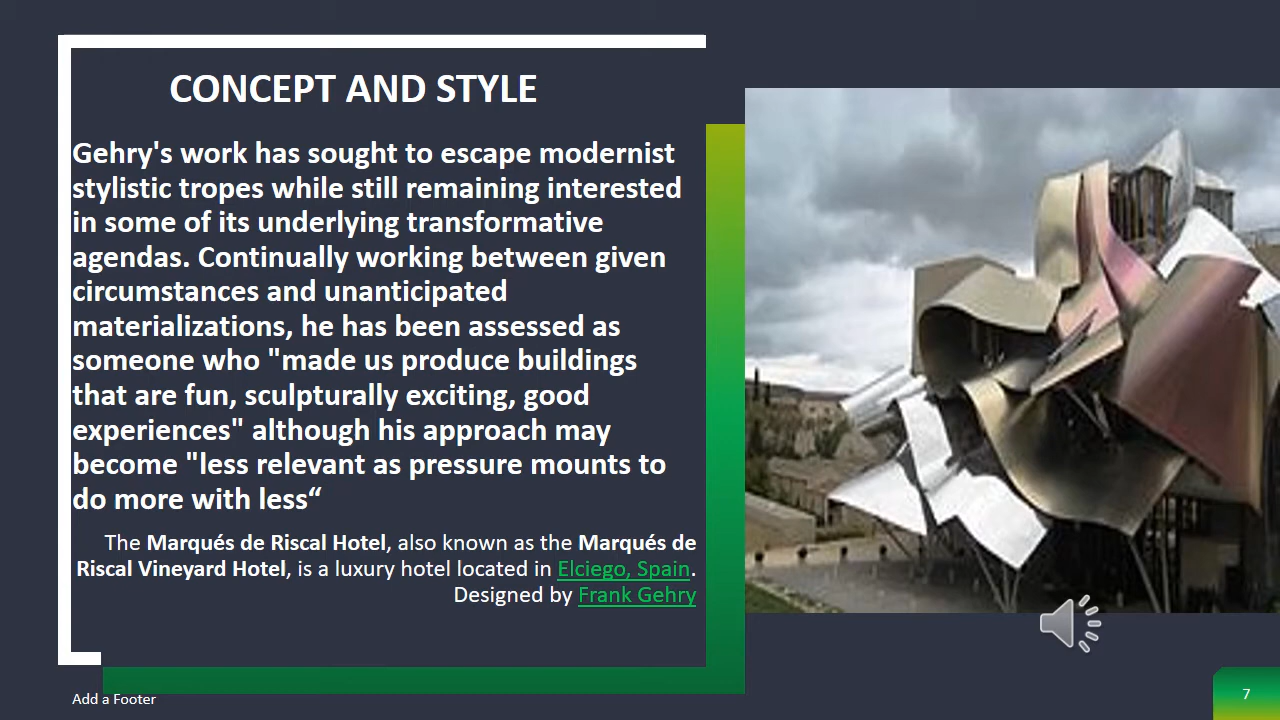 CONCEPT AND STYLE
Gehry's work has sought to escape modernist
stylistic tropes while still remaining interested
in some of its underlying transformative
agendas. Continually working between given
circumstances and unanticipated
materializations, he has been assessed as
someone who "made us produce buildings
that are fun, sculpturally exciting, good
experiences" although his approach may
become "less relevant as pressure mounts to
do more with less“
The Marqués de Riscal Hotel, also known as the Marqués de
Riscal Vineyard Hotel, is a luxury hotel located in Elciego, Spain.
Designed by Frank Gehry
Add a Footer
7